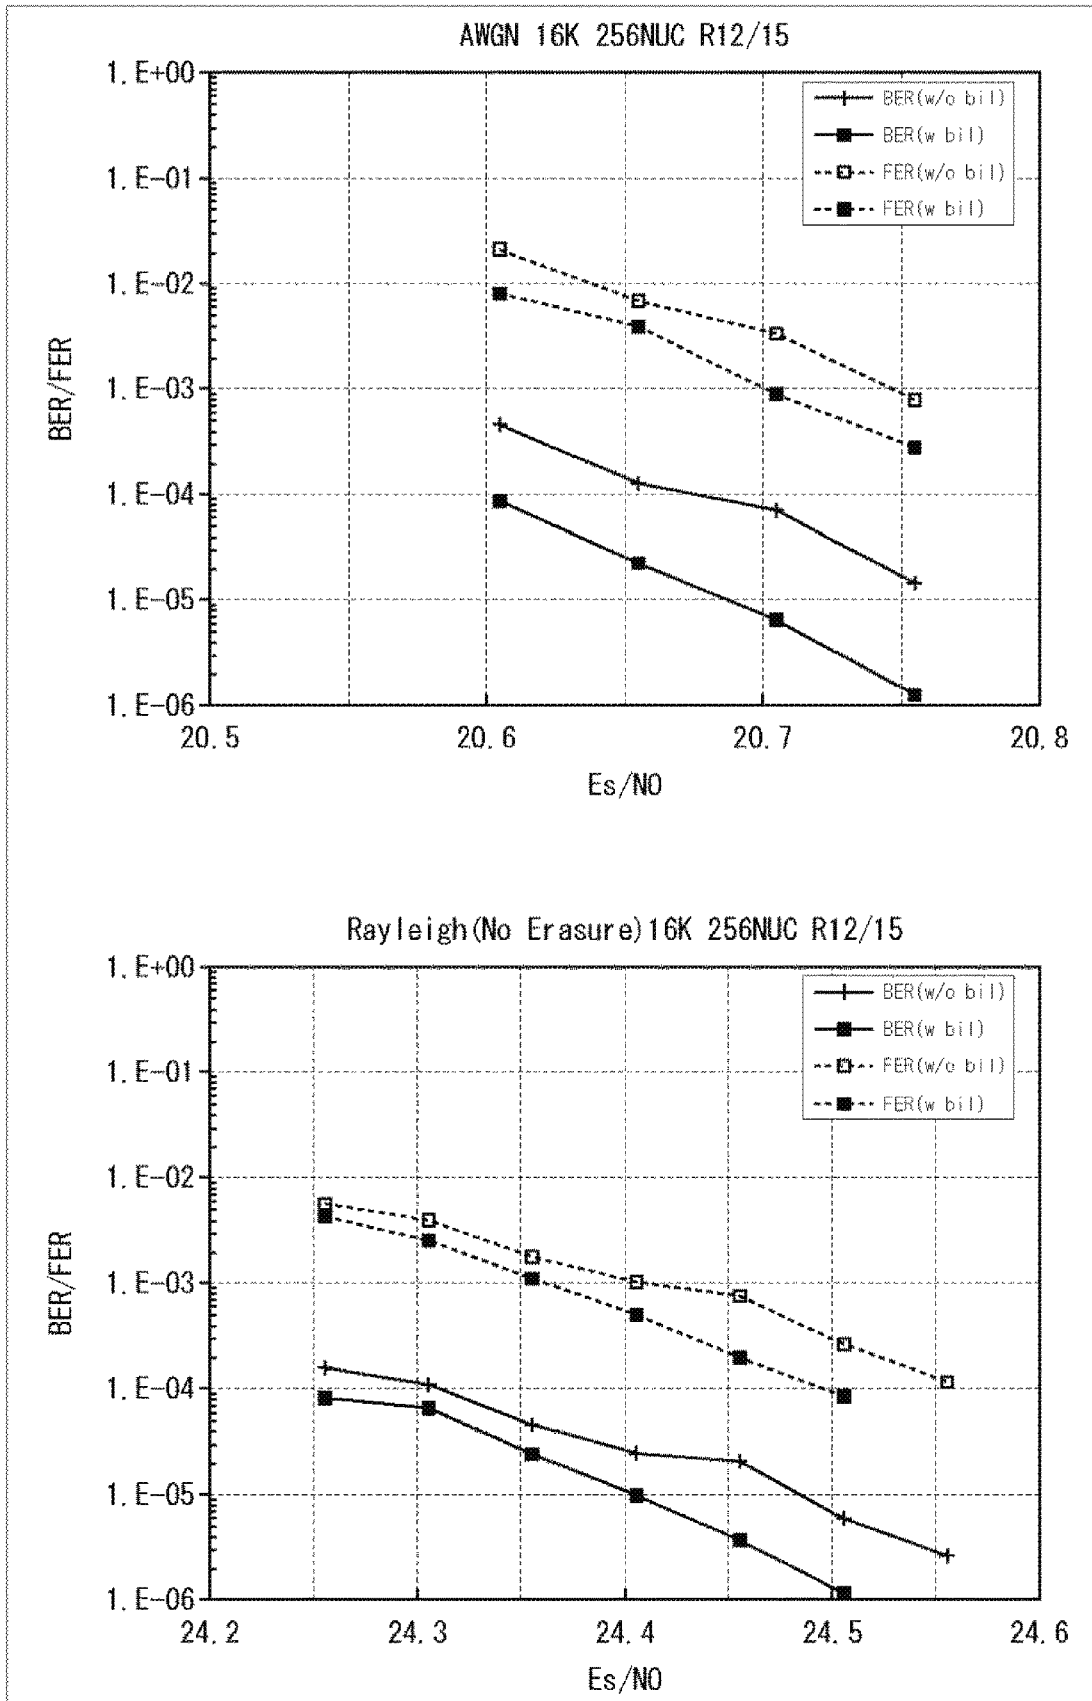 AWGN 16K 256NUC R12/15
1.E+00
BER(w/o bil)
BER(w bil)
FER(w/o bil)
FER(w bil)
1.E-01
1.E-02
1.E-03
1.E-04
1.E-05
1.E-06
BER/FER
20.5 20.6 20.7 20.8
Es/N0
Rayleigh(No Erasure)16K 256NUC R12/15
1.E+00
BER(w/o bil)
BER(w bil)
FER(w/o bil)
FER(w bil)
1.E-01
1.E-02
1.E-03
1.E-04
1.E-05
1.E-06
BER/FER
24.2 24.3 24.4 24.5 24.6
Es/N0